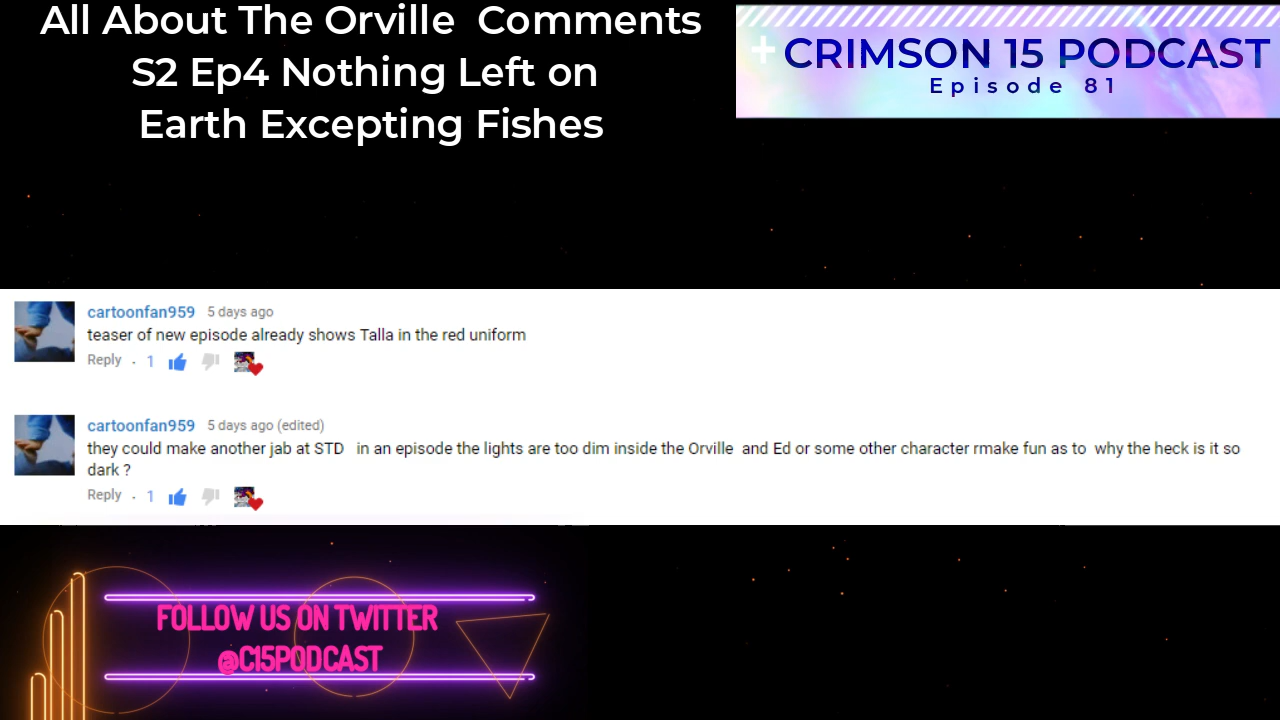 All About The Orville  Comments
S2 Ep4 Nothing Left on
Earth Excepting Fishes
CRIMSON 15 PODCAST
Episode 81
cartoonfan959 5 days ago
teaser of new episode already shows Talla in the red uniform
Reply . 1
cartoonfan959 5 days ago (edited)
they could make another jab at STD   in an episode the lights are too dim inside the Orville  and Ed or some other character rmake fun as to  why the heck is it so
dark ?
Reply . 1
FOLLOW US ON TWITTER
@C15PODCAST